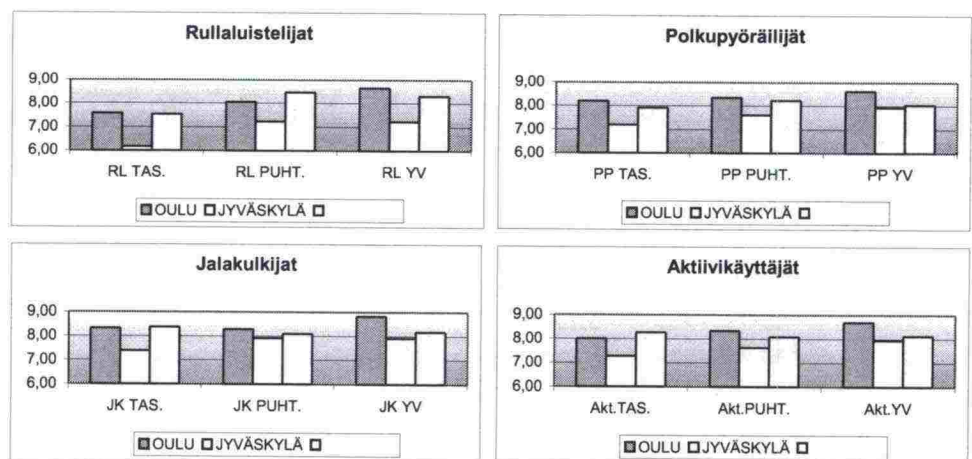 Rullaluistelijat
9,00
8,00
7,00
6,00
RL TAS.
RL PUHT.
RL YV
OULU JYVÄSKYLÄ
Polkupyöräilijät
9,00
8,00
7,00
6,00
PP TAS.
PP PUHT.
PP YV
OULU JYVÄSKYLÄ
Jalakulkijat
9,00
8,00
7,00
6,00
JK TAS.
JK PUHT.
JK YV
OULU JYVÄSKYLÄ
Aktiivikäyttäjät
9,00
8,00
7,00
6,00
Akt.TAS.
Akt.PUHT.
Akt.YV
OULU JYVÄSKYLÄ